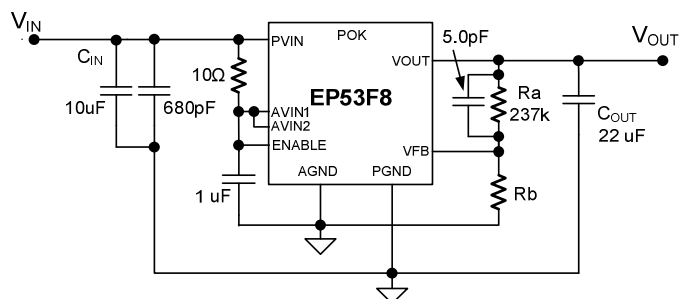 VIN
CIN
10uF
680pF
10Ω
1 uF
PVIN
POK
VOUT
EP53F8
AVIN1
AVIN2
ENABLE
VFB
AGND
PGND
5.0pF
Ra
237k
Rb
VOUT
COUT
22 uF